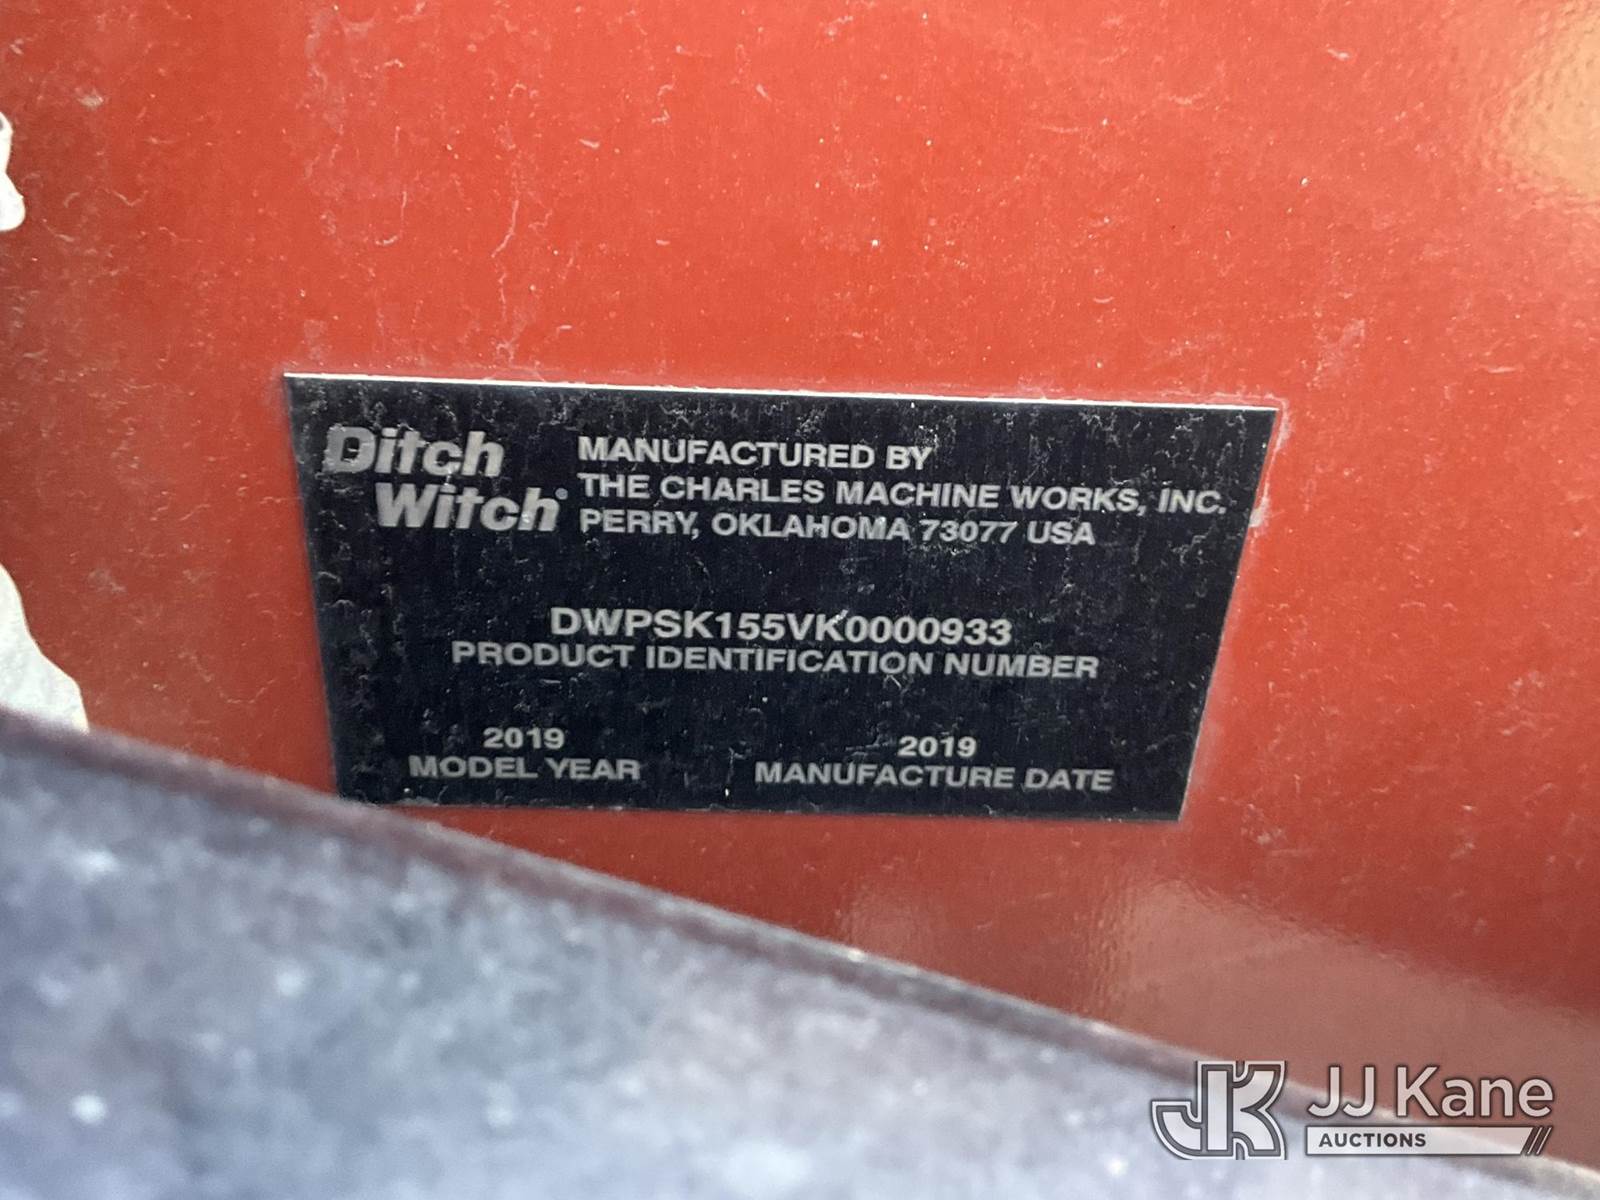 Ditch
Witch®
MANUFACTURED BY
THE CHARLES MACHINE WORKS, INC.
PERRY, OKLAHOMA 73077 USA
DWPSK155VK0000933
PRODUCT IDENTIFICATION NUMBER
2019
MODEL YEAR
2019
MANUFACTURE DATE
JK JJ Kane
AUCTIONS